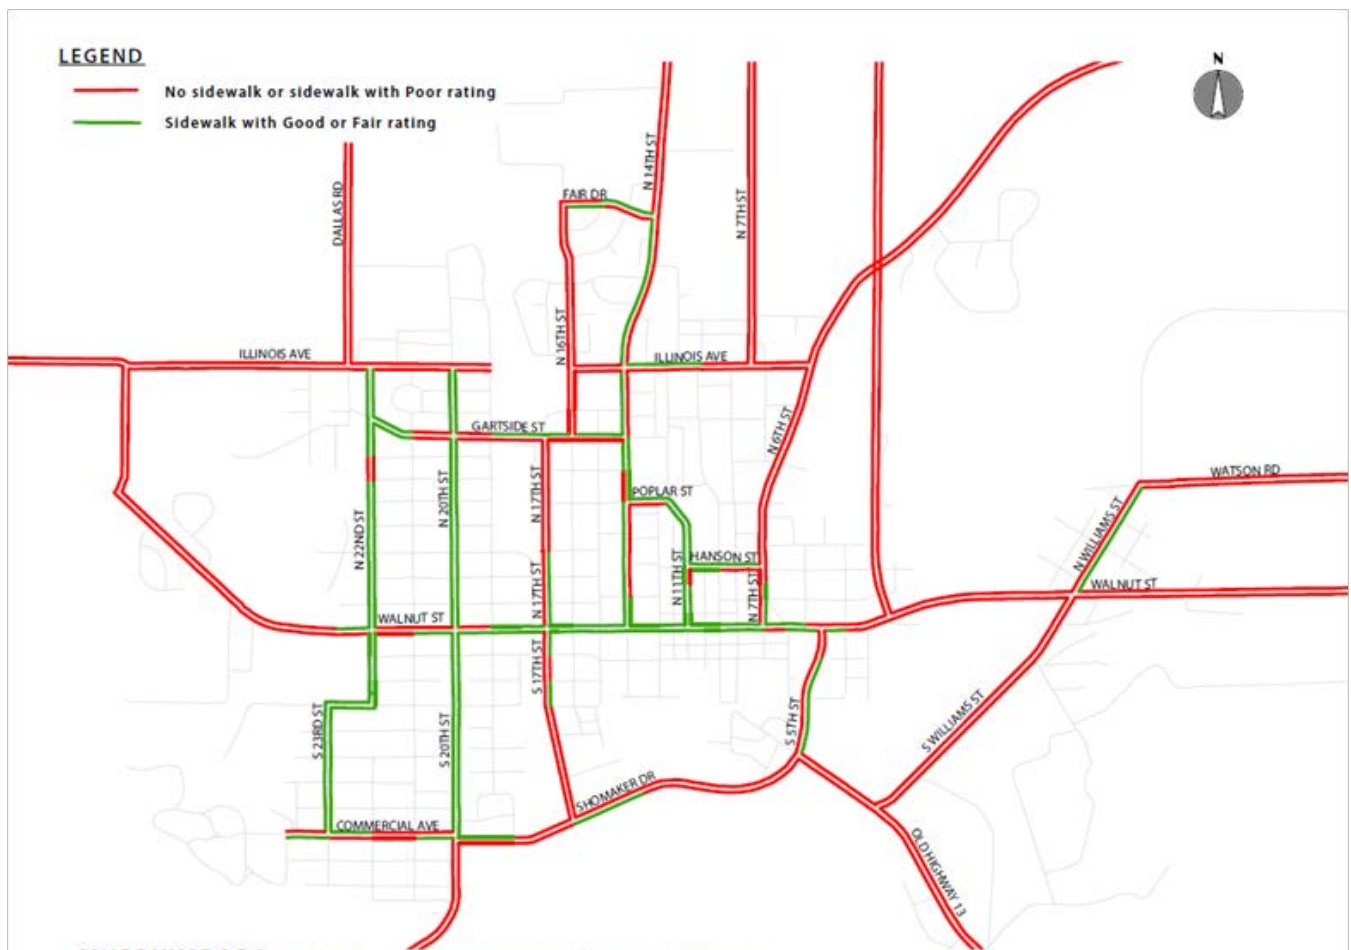 LEGEND
No sidewalk or sidewalk with Poor rating
Sidewalk with Good or Fair rating
N
N 14TH ST
DALLAS RD
FAIR DR
N 7TH ST
N 16TH ST
ILLINOIS AVE
ILLINOIS AVE
GARTSIDE ST
N 6TH ST
N 20TH ST
N 17TH ST
POPLAR ST
WATSON RD
N 22ND ST
N WILLIAMS ST
HANSON ST
N 11TH ST
N 17TH ST
N 7TH ST
WALNUT ST
WALNUT ST
S 17TH ST
S 23RD ST
S 20TH ST
S 5TH ST
S WILLIAMS ST
SHOMAKER DR
COMMERCIAL AVE
OLD HIGHWAY 13